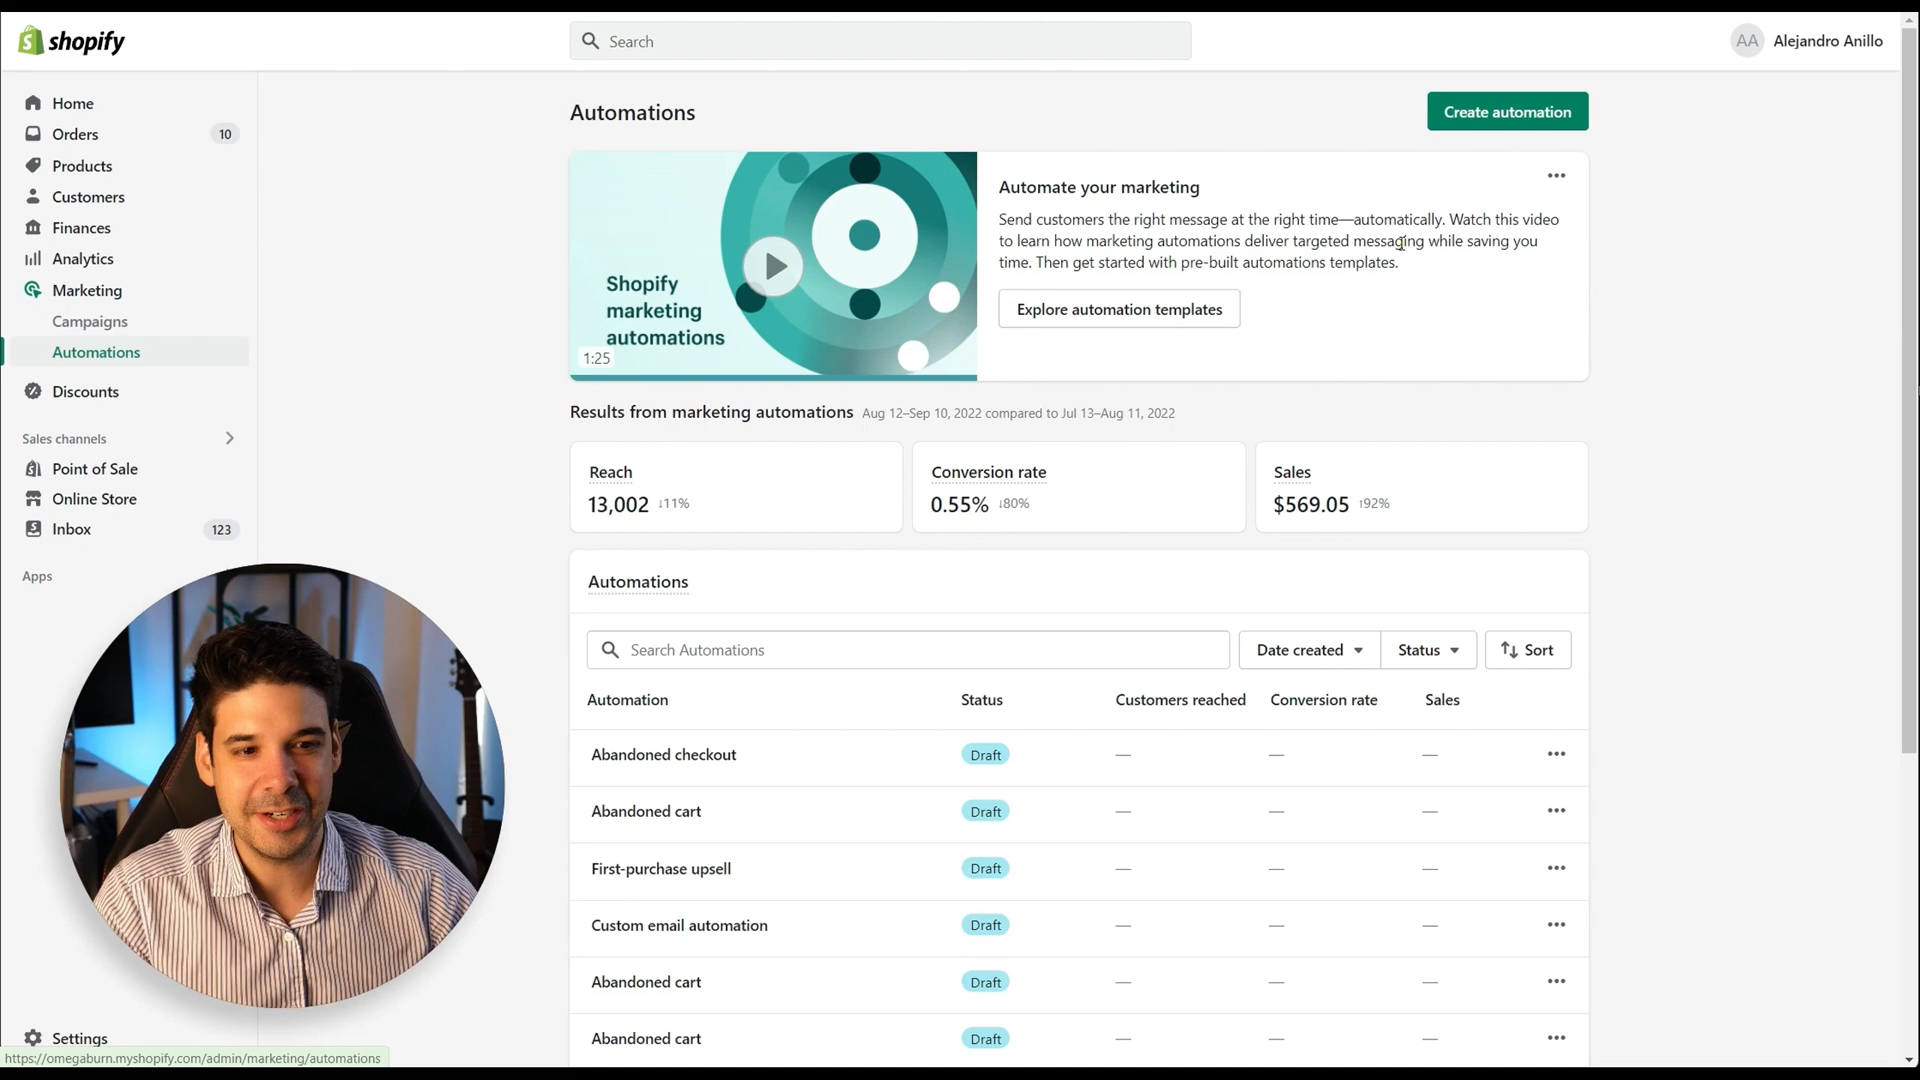 shopify
Search
AA Alejandro Anillo
Home
Orders 10
Products
Customers
Finances
Analytics
Marketing
Campaigns
Automations
Discounts
Sales channels
Point of Sale
Online Store
Inbox 123
Apps
Settings
https://omegaburn.myshopify.com/admin/marketing/automations
Automations
Create automation
Shopify
marketing
automations
1:25
Automate your marketing
Send customers the right message at the right time—automatically. Watch this video
to learn how marketing automations deliver targeted messaging while saving you
time. Then get started with pre-built automations templates.
Explore automation templates
Results from marketing automations Aug 12–Sep 10, 2022 compared to Jul 13–Aug 11, 2022
Reach
13,002 ↓11%
Conversion rate
0.55% ↓80%
Sales
$569.05 ↑92%
Automations
Search Automations
Date created
Status
Sort
Automation Status Customers reached Conversion rate Sales
Abandoned checkout Draft — — —
Abandoned cart Draft — — —
First-purchase upsell Draft — — —
Custom email automation Draft — — —
Abandoned cart Draft — — —
Abandoned cart Draft — — —